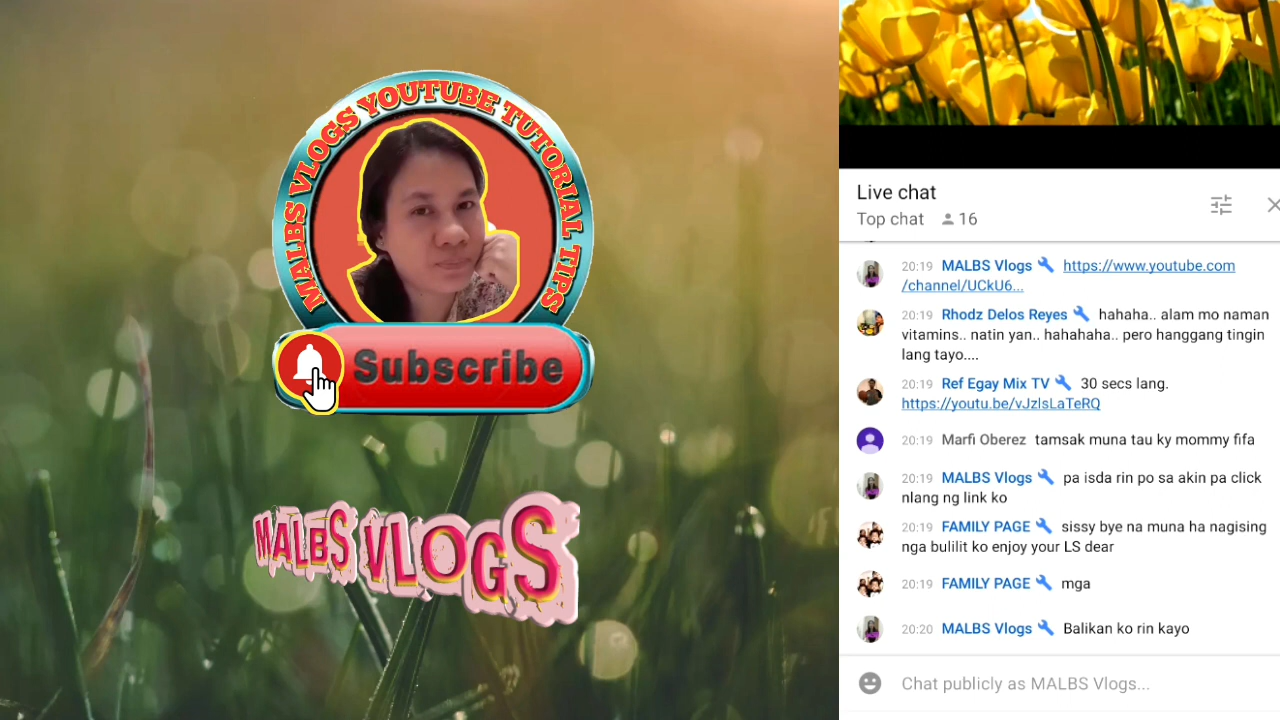 MALBS VLOGS YOUTUBE TUTORIAL TIPS
Subscribe
MALBS VLOGS
Live chat
Top chat 16
20:19 MALBS Vlogs https://www.youtube.com
/channel/UCkU6...
20:19 Rhodz Delos Reyes hahaha.. alam mo naman
vitamins.. natin yan.. hahahaha.. pero hanggang tingin
lang tayo....
20:19 Ref Egay Mix TV 30 secs lang.
https://youtu.be/vJzlsLaTeRQ
20:19 Marfi Oberez tamsak muna tau ky mommy fifa
20:19 MALBS Vlogs pa isda rin po sa akin pa click
nlang ng link ko
20:19 FAMILY PAGE sissy bye na muna ha nagising
nga bulilit ko enjoy your LS dear
20:19 FAMILY PAGE mga
20:20 MALBS Vlogs Balikan ko rin kayo
Chat publicly as MALBS Vlogs...